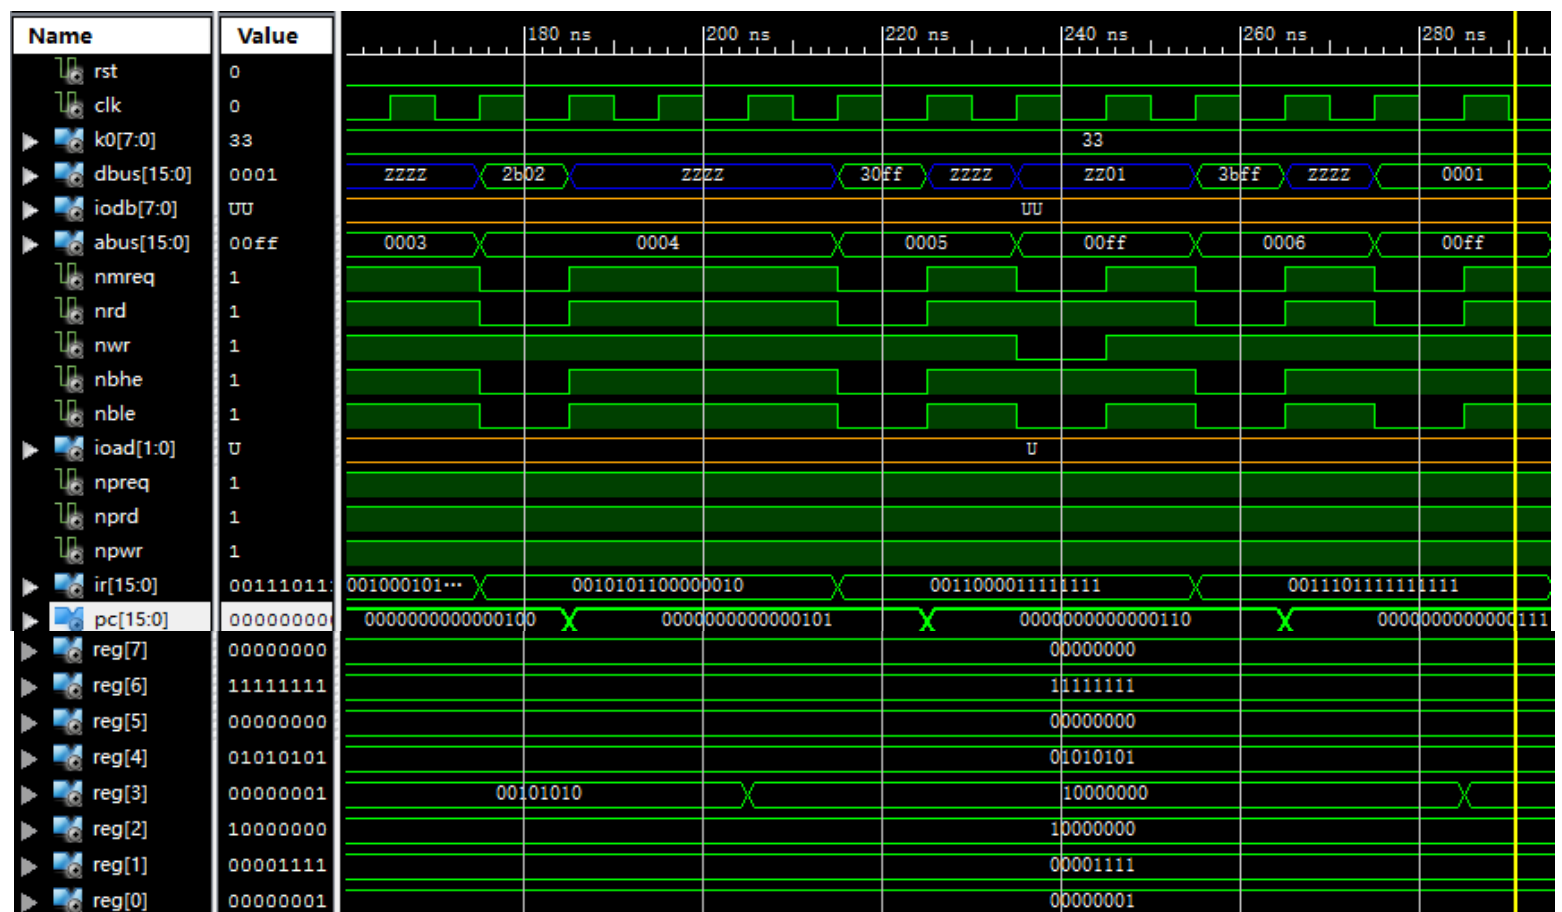 Name Value 180 ns 200 ns 220 ns 240 ns 260 ns 280 ns
rst 0
clk 0
k0[7:0] 33 33
dbus[15:0] 0001 ZZZZ 2b02 ZZZZ 30ff ZZZZ ZZ01 3bff ZZZZ 0001
iodb[7:0] UU UU
abus[15:0] 00ff 0003 0004 0005 00ff 0006 00ff
nmreq 1
nrd 1
nwr 1
nbhe 1
nble 1
ioad[1:0] U U
npreq 1
nprd 1
npwr 1
ir[15:0] 001110111 001000101... 0010101100000010 0011000011111111 0011101111111111
pc[15:0] 00000000 0000000000000100 0000000000000101 0000000000000110 0000000000000111
reg[7] 00000000 00000000
reg[6] 11111111 11111111
reg[5] 00000000 00000000
reg[4] 01010101 01010101
reg[3] 00000001 00101010 10000000
reg[2] 10000000 10000000
reg[1] 00001111 00001111
reg[0] 00000001 00000001